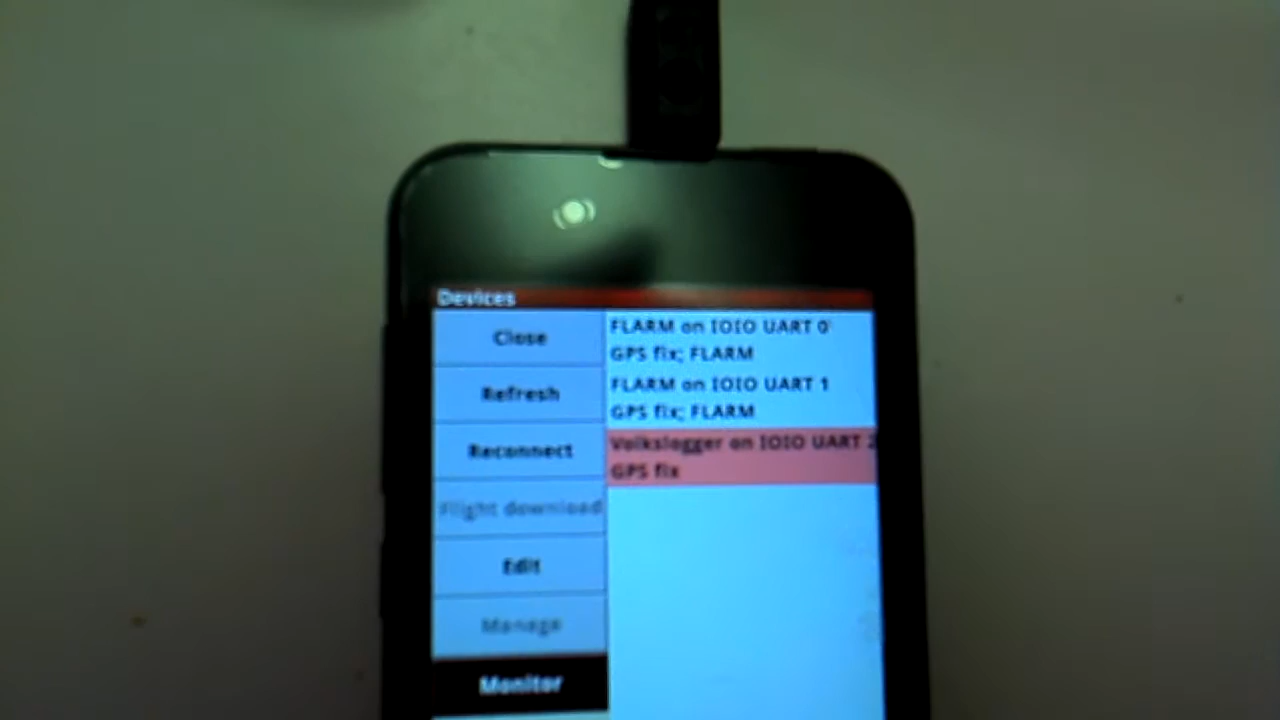 Devices
Close
Refresh
Reconnect
Flight download
Edit
Manage
Monitor
FLARM on IOIO UART 0
GPS fix; FLARM
FLARM on IOIO UART 1
GPS fix; FLARM
Volkslogger on IOIO UART 2
GPS fix